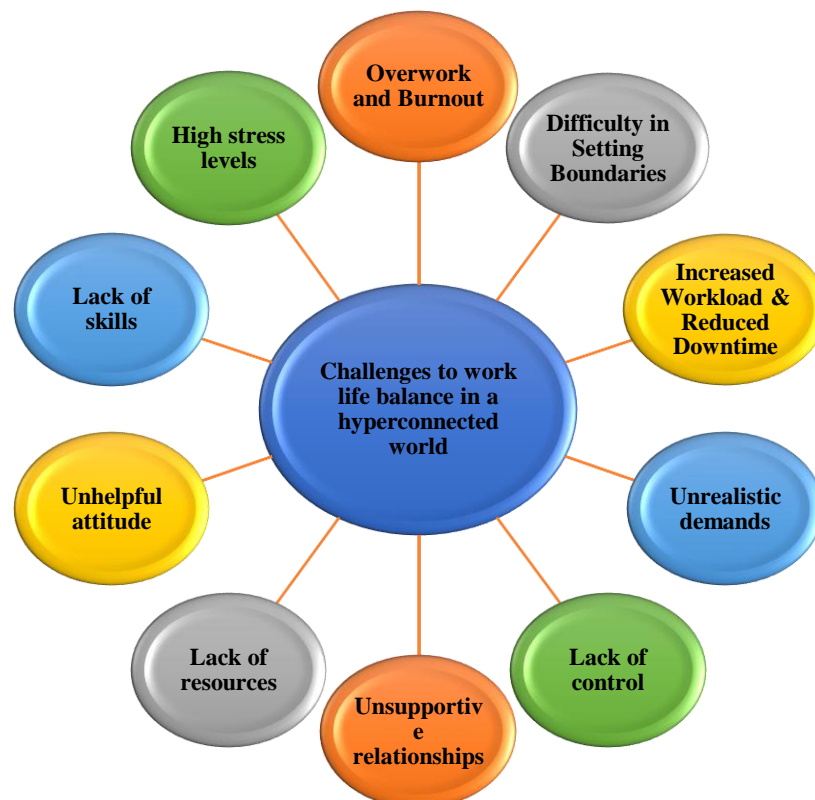 Overwork
and Burnout
Difficulty in
Setting
Boundaries
Increased
Workload &
Reduced
Downtime
Unrealistic
demands
Lack of
control
Unsupportiv
e
relationships
Lack of
resources
Unhelpful
attitude
Lack of
skills
High stress
levels
Challenges to work
life balance in a
hyperconnected
world